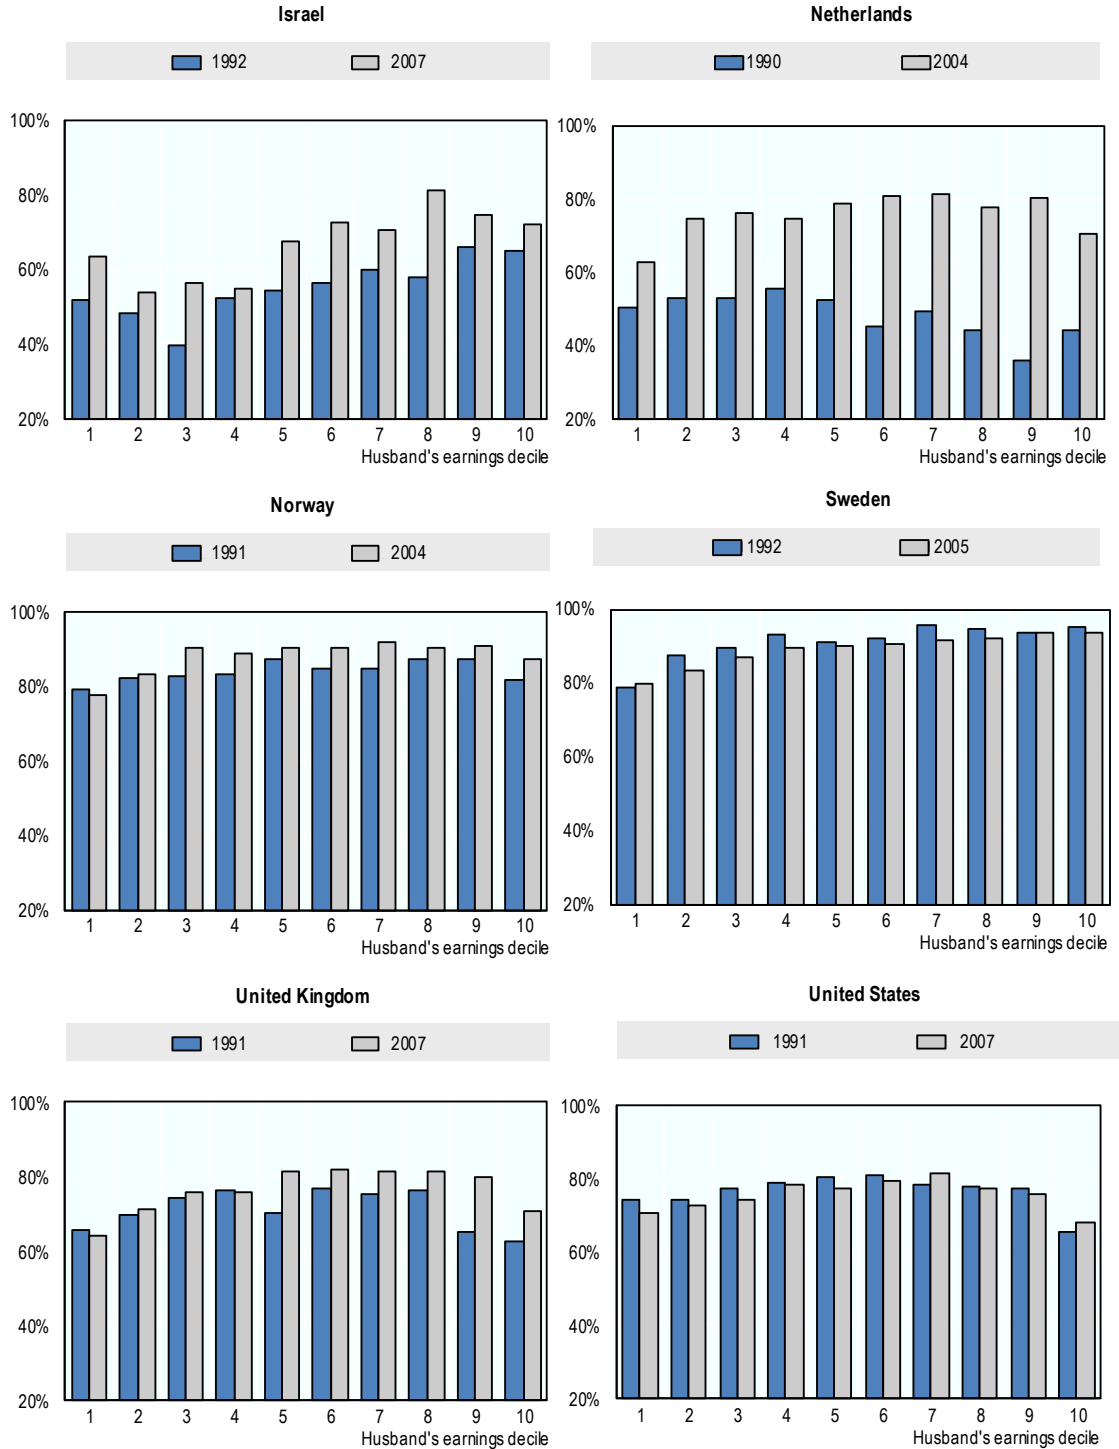 Israel
1992 2007
100%
80%
60%
40%
20%
1 2 3 4 5 6 7 8 9 10
Husband's earnings decile
Netherlands
1990 2004
100%
80%
60%
40%
20%
1 2 3 4 5 6 7 8 9 10
Husband's earnings decile
Norway
1991 2004
100%
80%
60%
40%
20%
1 2 3 4 5 6 7 8 9 10
Husband's earnings decile
Sweden
1992 2005
100%
80%
60%
40%
20%
1 2 3 4 5 6 7 8 9 10
Husband's earnings decile
United Kingdom
1991 2007
100%
80%
60%
40%
20%
1 2 3 4 5 6 7 8 9 10
Husband's earnings decile
United States
1991 2007
100%
80%
60%
40%
20%
1 2 3 4 5 6 7 8 9 10
Husband's earnings decile